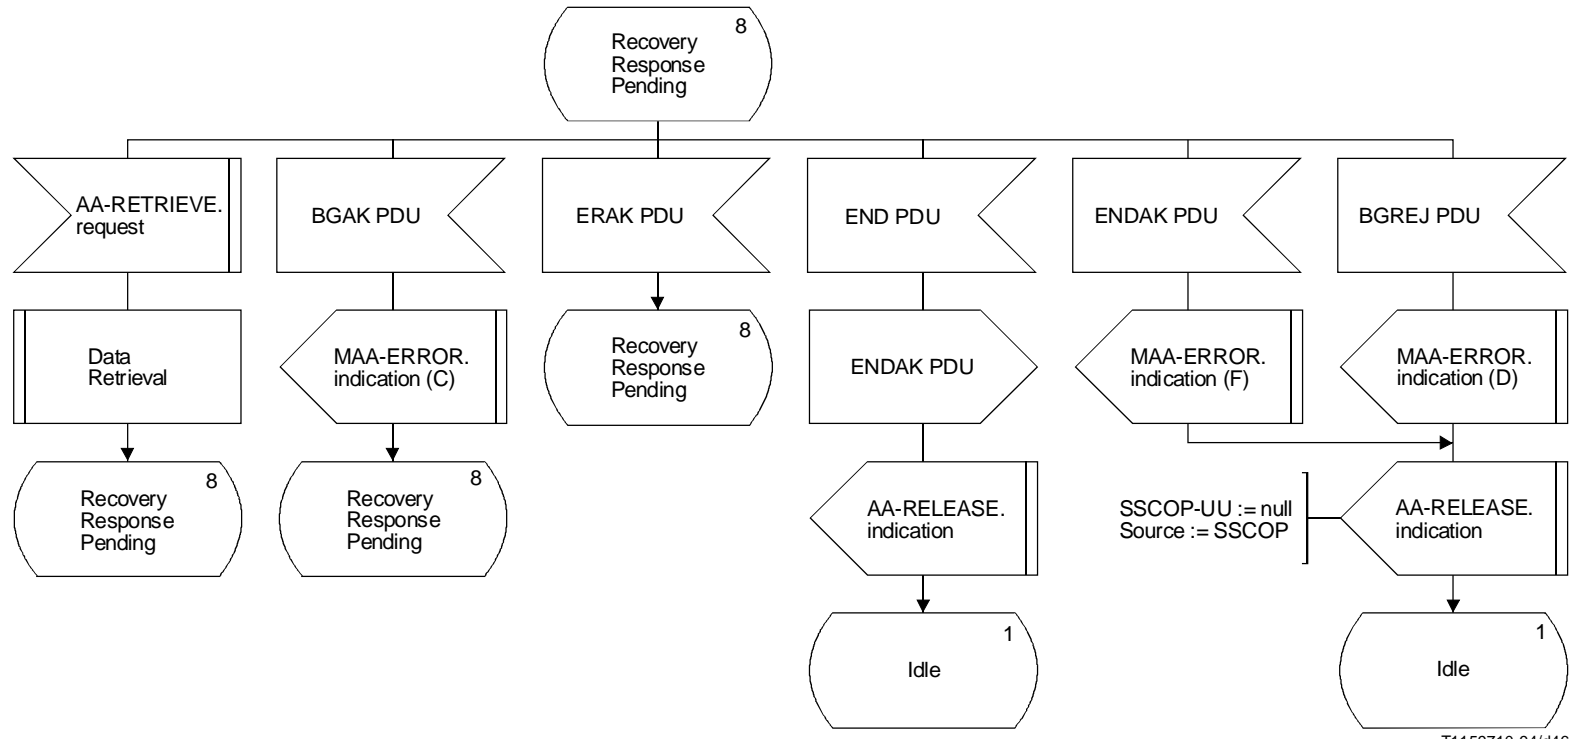 8
Recovery
Response
Pending
AA-RETRIEVE.
request
BGAK PDU
ERAK PDU
END PDU
ENDAK PDU
BGREJ PDU
Data
Retrieval
MAA-ERROR.
indication (C)
8
Recovery
Response
Pending
ENDAK PDU
MAA-ERROR.
indication (F)
MAA-ERROR.
indication (D)
8
Recovery
Response
Pending
8
Recovery
Response
Pending
AA-RELEASE.
indication
SSCOP-UU := null
Source := SSCOP
AA-RELEASE.
indication
1
Idle
1
Idle